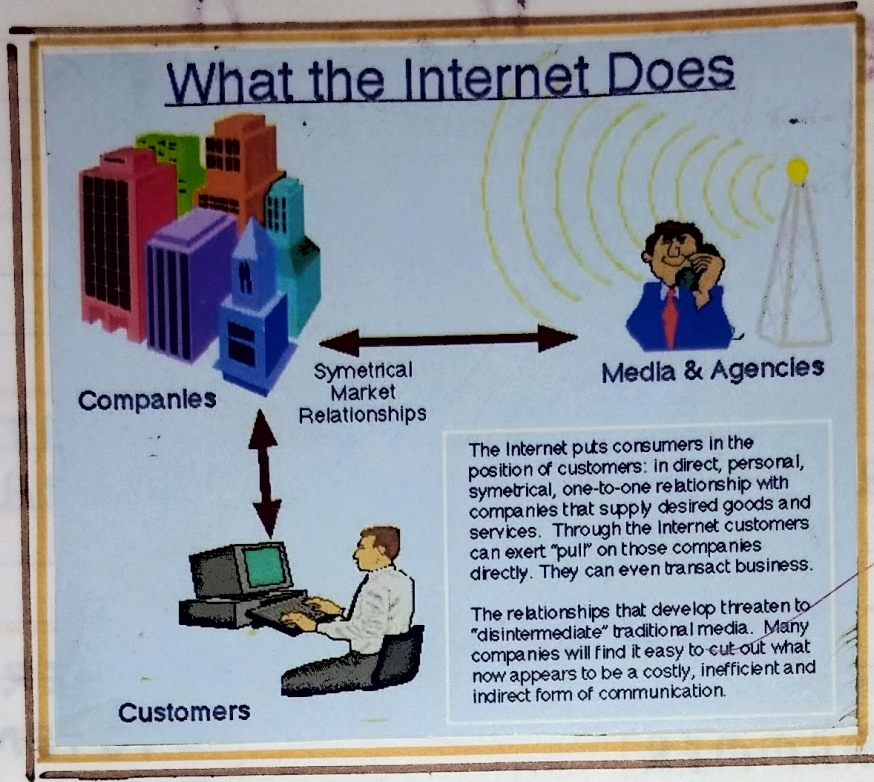 What the Internet Does
Symetrical
Market
Relationships
Media & Agencies
Companies
The Internet puts consumers in the
position of customers: in direct, personal,
symetrical, one-to-one relationship with
companies that supply desired goods and
services. Through the Internet customers
can exert "pull" on those companies
directly. They can even transact business.
The relationships that develop threaten to
"disintermediate" traditional media. Many
companies will find it easy to cut out what
now appears to be a costly, inefficient and
indirect form of communication.
Customers